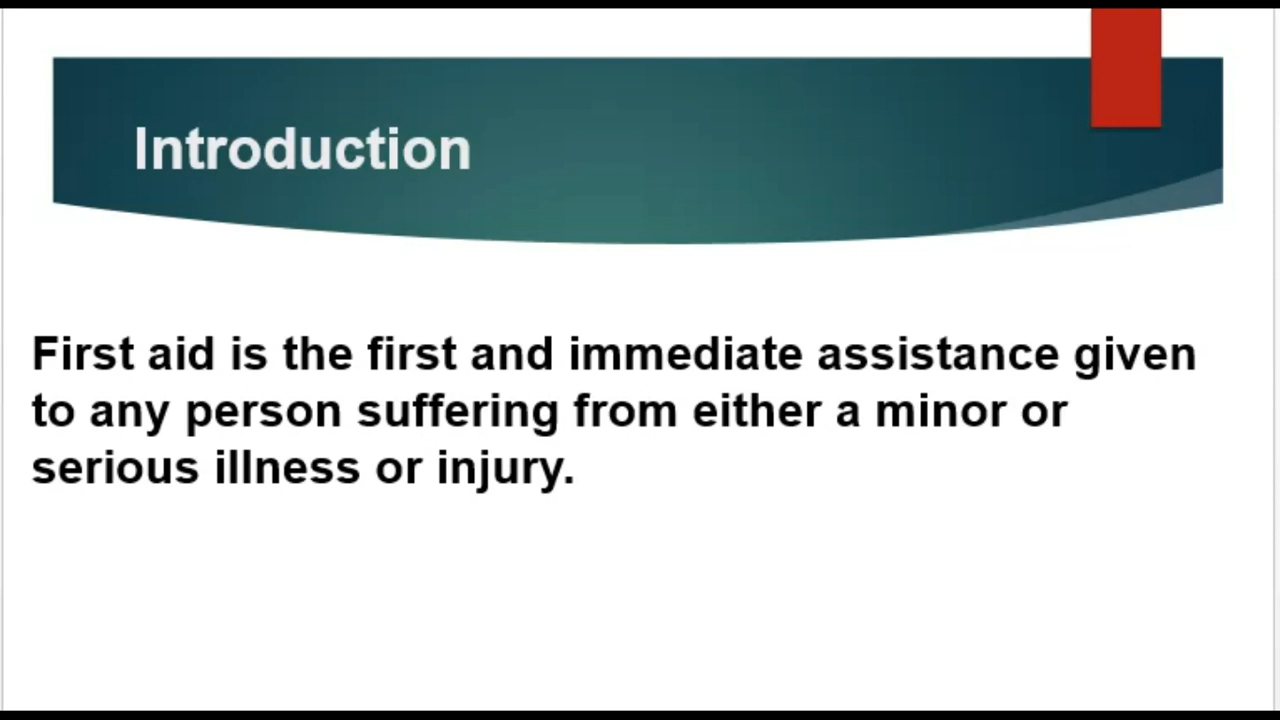 Introduction
First aid is the first and immediate assistance given
to any person suffering from either a minor or
serious illness or injury.